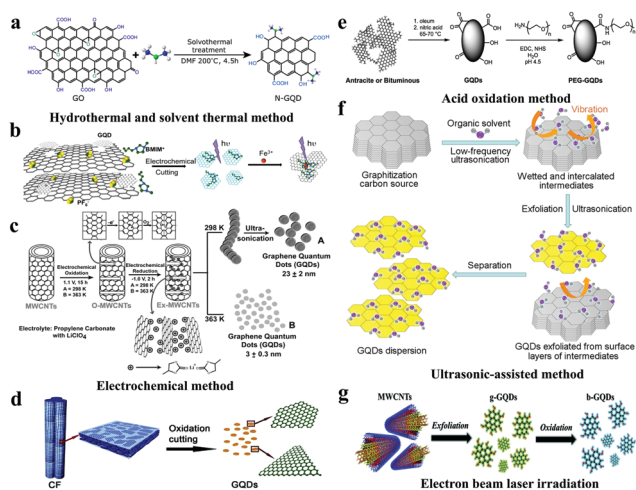 a
HOOC
COOH
HOOC
OH
COOH
GO
+
Solvothermal
treatment
DMF 200°C, 4.5h
N-GQD
Hydrothermal and solvent thermal method
b
GQD
BMIM+
PF6
Electrochemical
Cutting
hυ
Fe3+
hυ
c
MWCNTs
Electrochemical
Oxidation
1.1 V, 15 h
A = 298 K
B = 363 K
O-MWCNTs
Electrochemical
Reduction
-1.0 V, 2 h
A = 298 K
B = 363 K
Ex-MWCNTs
298 K
Ultra-
sonication
A
Graphene Quantum
Dots (GQDs)
23 ± 2 nm
363 K
B
Graphene Quantum
Dots (GQDs)
3 ± 0.3 nm
Electrolyte: Propylene Carbonate
with LiClO4
Electrochemical method
d
CF
Oxidation
cutting
GQDs
e
Antracite or Bituminous
1. oleum
2. nitric acid
65-70 °C
GQDs
EDC, NHS
H2O
pH 4.5
PEG-GQDs
Acid oxidation method
f
Graphitization
carbon source
Organic solvent
Low-frequency
ultrasonication
Vibration
Wetted and intercalated
intermediates
Exfoliation
Ultrasonication
Separation
GQDs dispersion
GQDs exfoliated from surface
layers of intermediates
Ultrasonic-assisted method
g
MWCNTs
Exfoliation
g-GQDs
Oxidation
b-GQDs
Electron beam laser irradiation